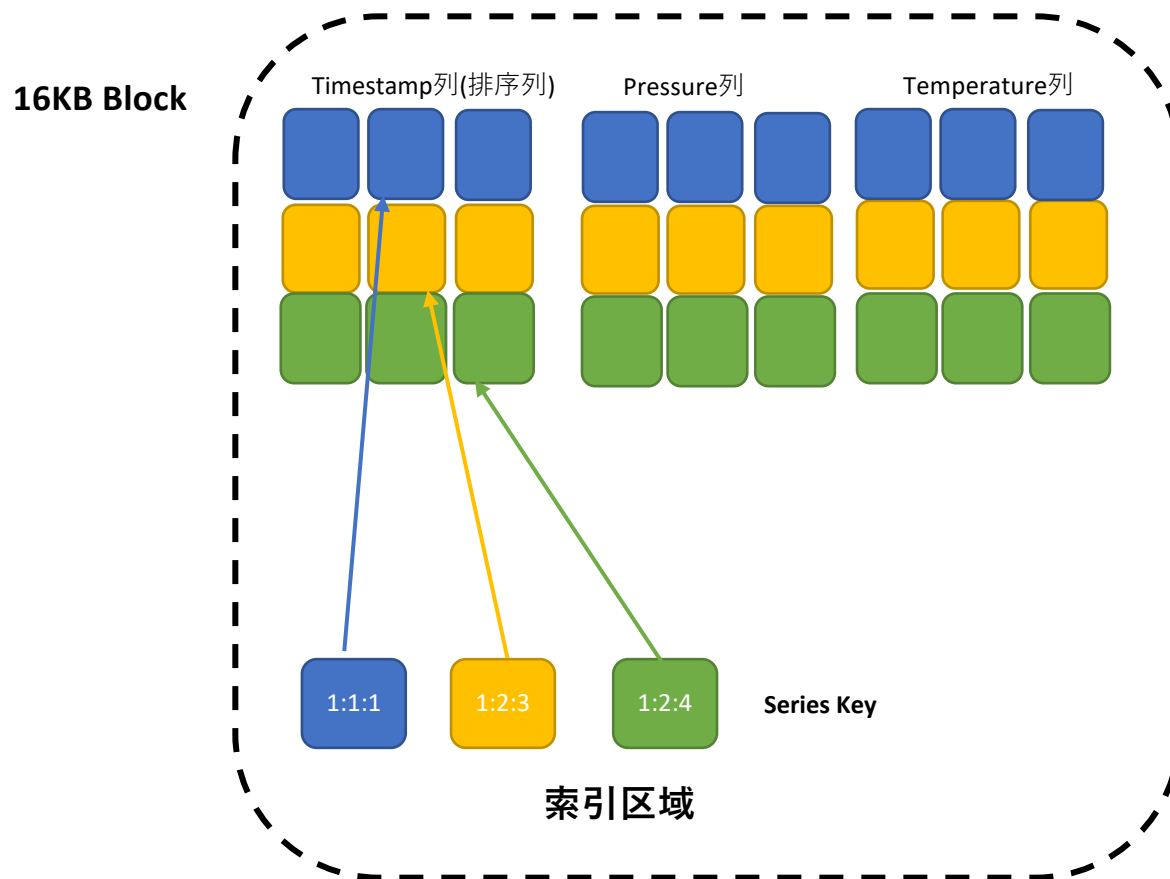 16KB Block
Timestamp列(排序列)
Pressure列
Temperature列
1:1:1
1:2:3
1:2:4
Series Key
索引区域